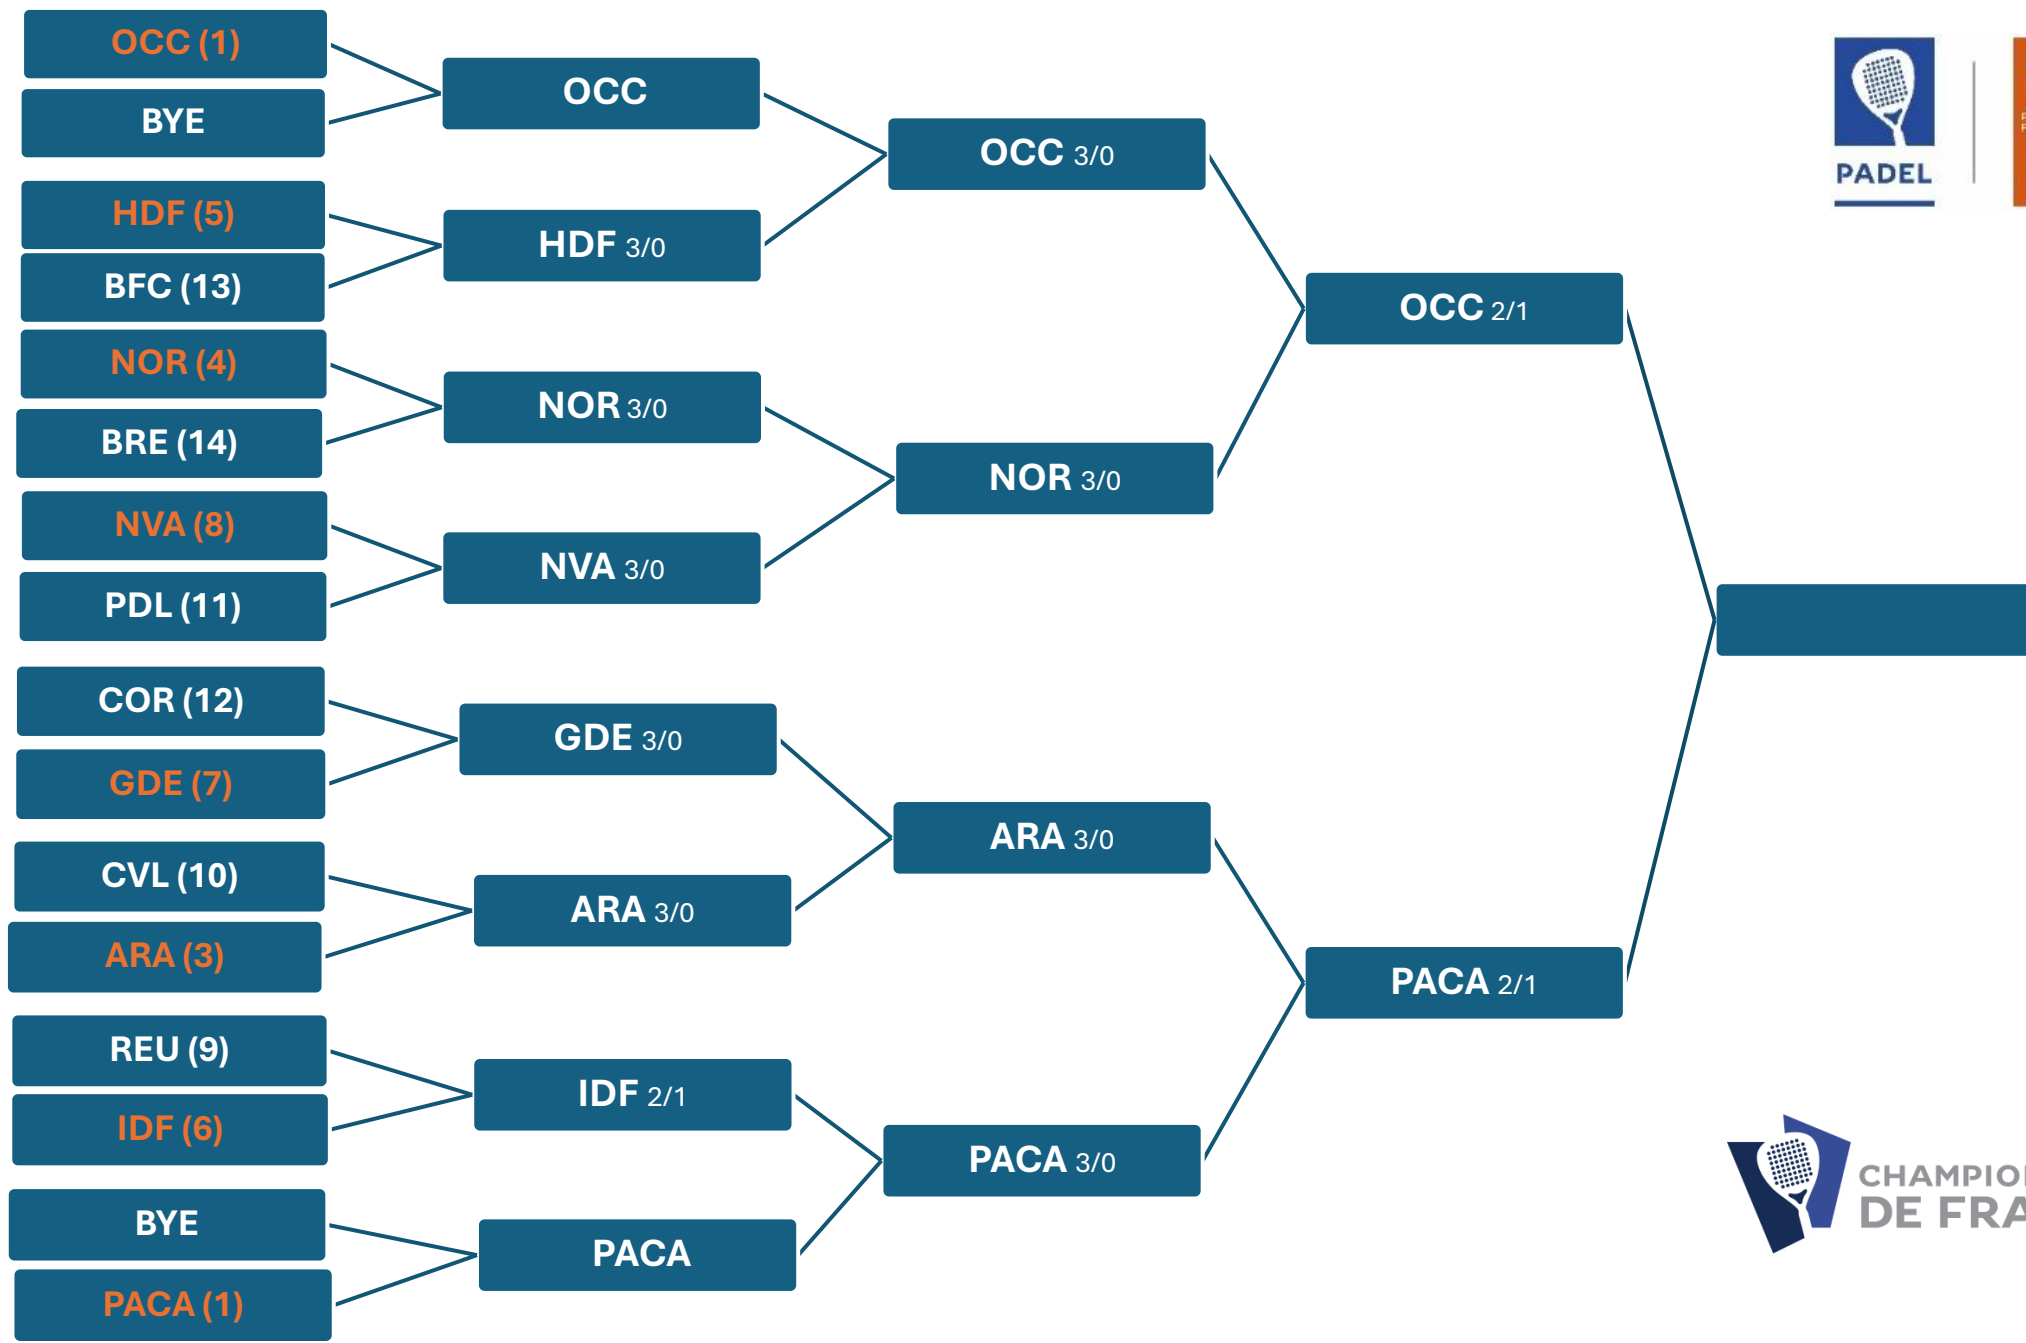 OCC (1)
BYE
HDF (5)
BFC (13)
NOR (4)
BRE (14)
NVA (8)
PDL (11)
COR (12)
GDE (7)
CVL (10)
ARA (3)
REU (9)
IDF (6)
BYE
PACA (1)
OCC
HDF 3/0
NOR 3/0
NVA 3/0
GDE 3/0
ARA 3/0
IDF 2/1
PACA
OCC 3/0
NOR 3/0
ARA 3/0
PACA 3/0
OCC 2/1
PACA 2/1
PADEL
DE